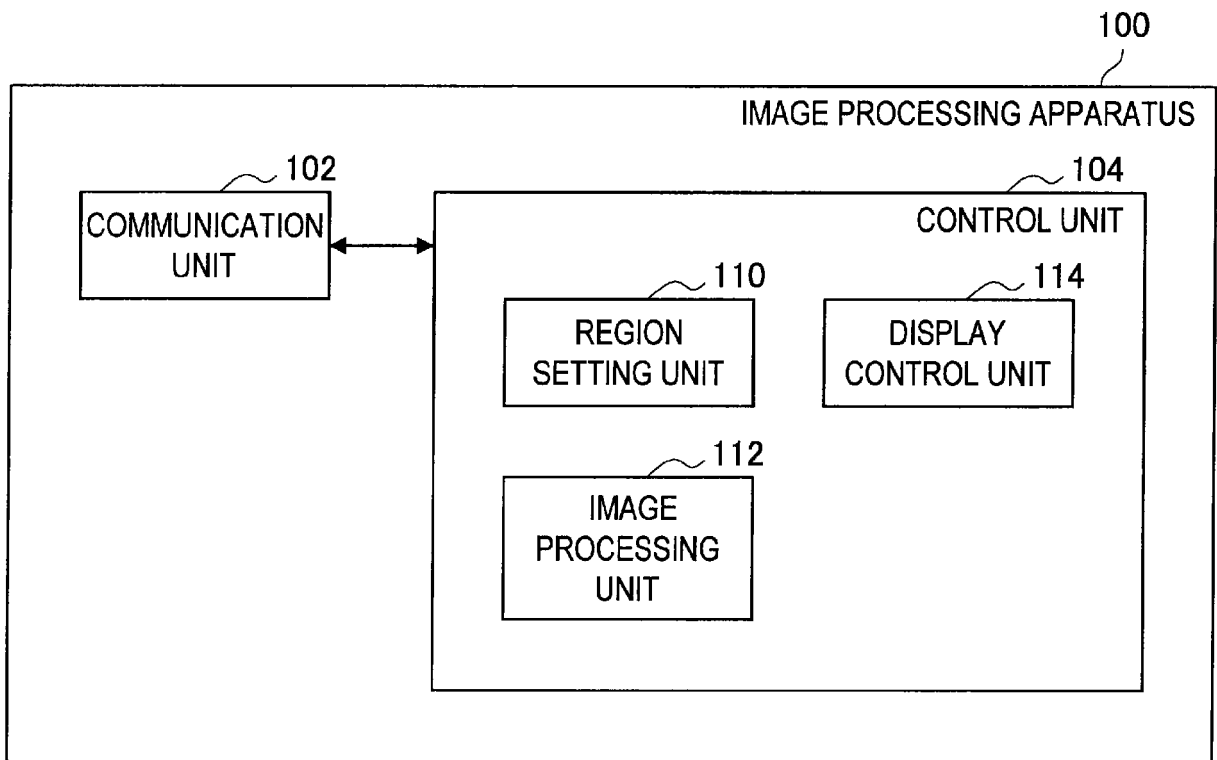 100
IMAGE PROCESSING APPARATUS
102
COMMUNICATION
UNIT
104
CONTROL UNIT
110
REGION
SETTING UNIT
114
DISPLAY
CONTROL UNIT
112
IMAGE
PROCESSING
UNIT